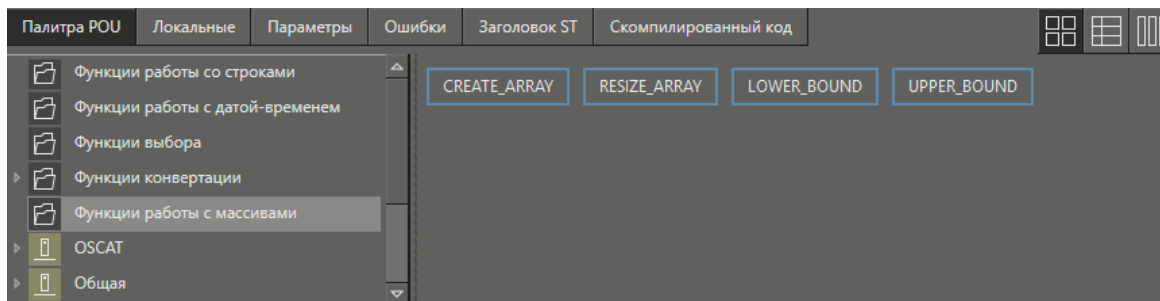 Палитра POU Локальные Параметры Ошибки Заголовок ST Скомпилированный код
Функции работы со строками
Функции работы с датой-временем
Функции выбора
Функции конвертации
Функции работы с массивами
OSCAT
Общая
CREATE_ARRAY RESIZE_ARRAY LOWER_BOUND UPPER_BOUND